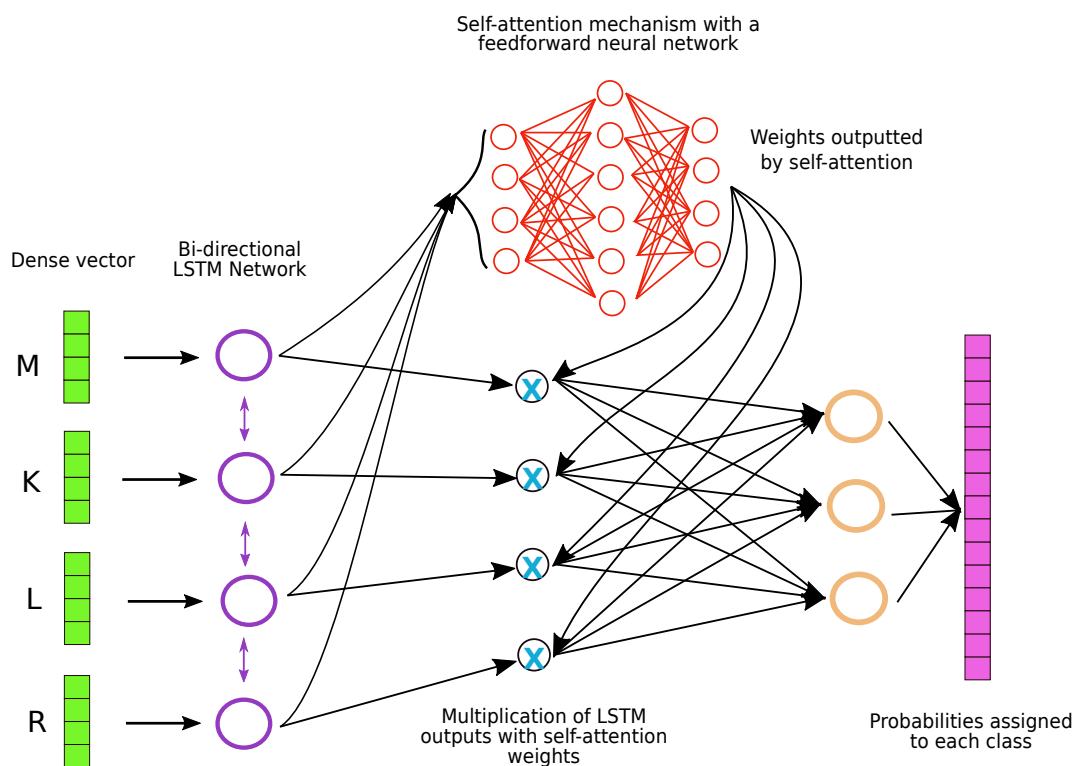 Self-attention mechanism with a
feedforward neural network
Weights outputted
by self-attention
Bi-directional
LSTM Network
Dense vector
M
X
K
X
L
X
R
X
Multiplication of LSTM
outputs with self-attention
weights
Probabilities assigned
to each class